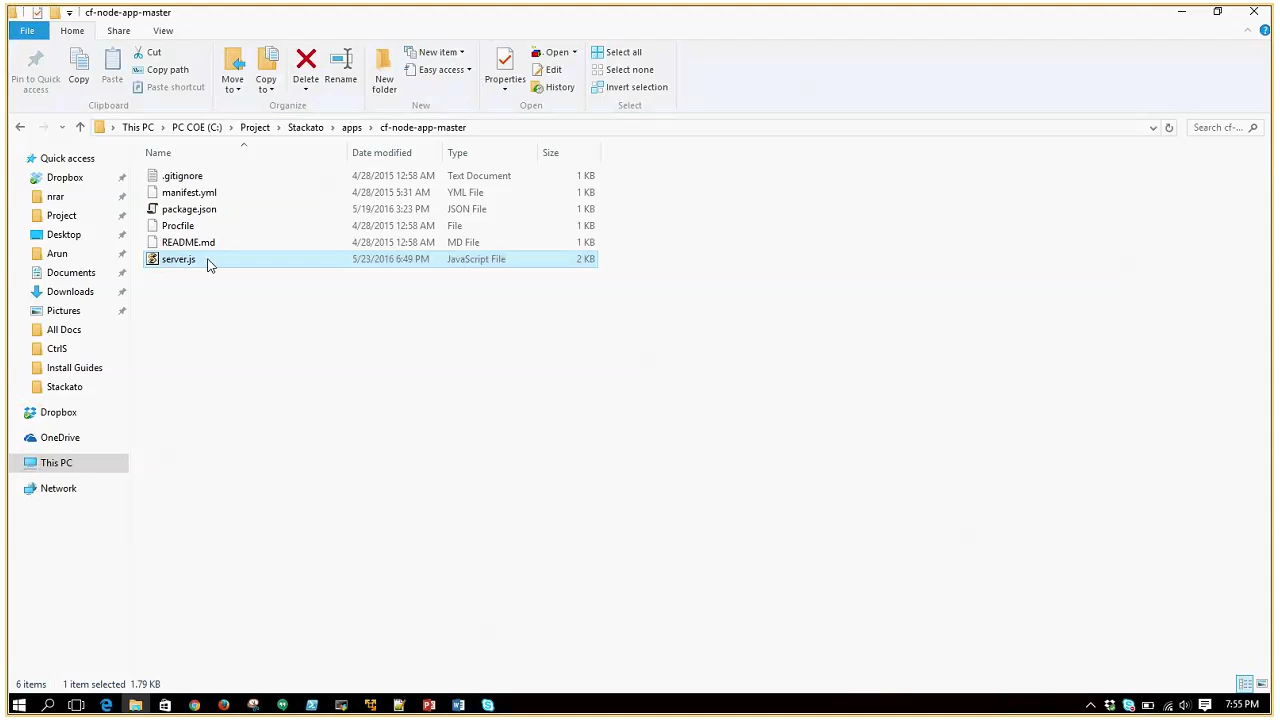 cf-node-app-master
File Home Share View
Pin to Quick access
Copy
Paste
Cut
Copy path
Paste shortcut
Clipboard
Move to
Copy to
Delete
Rename
Organize
New folder
New item
Easy access
New
Properties
Open
Edit
History
Open
Select all
Select none
Invert selection
Select
This PC PC COE (C:) Project Stackato apps cf-node-app-master
Search cf-...
Name Date modified Type Size
.gitignore 4/28/2015 12:58 AM Text Document 1 KB
manifest.yml 4/28/2015 5:31 AM YML File 1 KB
package.json 5/19/2016 3:23 PM JSON File 1 KB
Procfile 4/28/2015 12:58 AM File 1 KB
README.md 4/28/2015 12:58 AM MD File 1 KB
server.js 5/23/2016 6:49 PM JavaScript File 2 KB
Quick access
Dropbox
nrar
Project
Desktop
Arun
Documents
Downloads
Pictures
All Docs
CtrlS
Install Guides
Stackato
Dropbox
OneDrive
This PC
Network
6 items 1 item selected 1.79 KB
7:55 PM